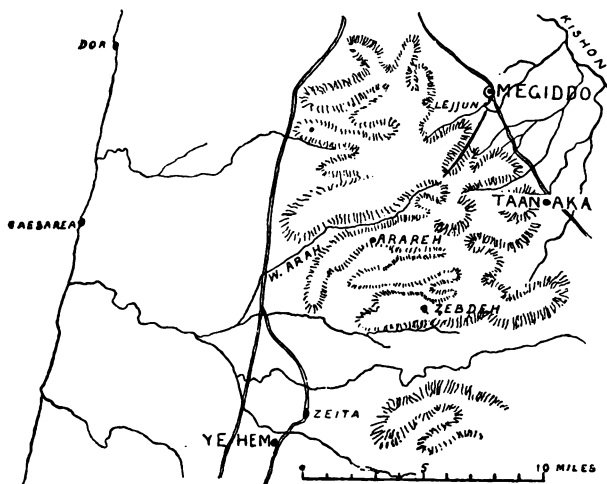 KISHON
DOR
LEJJUN
MEGIDDO
TAANAKA
CAESAREA
ARAREH
W. ARAH
ZEBDEH
ZEITA
YEHEM
5
10 MILES